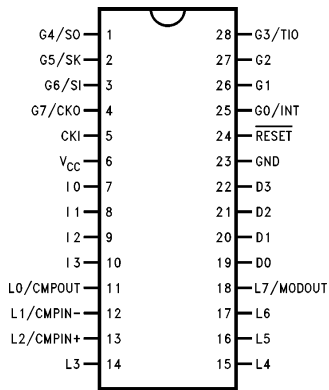 G4/SO 1 28 G3/TIO
G5/SK 2 27 G2
G6/SI 3 26 G1
G7/CKO 4 25 G0/INT
CKI 5 24 RESET
VCC 6 23 GND
I0 7 22 D3
I1 8 21 D2
I2 9 20 D1
I3 10 19 D0
L0/CMPOUT 11 18 L7/MODOUT
L1/CMPIN- 12 17 L6
L2/CMPIN+ 13 16 L5
L3 14 15 L4